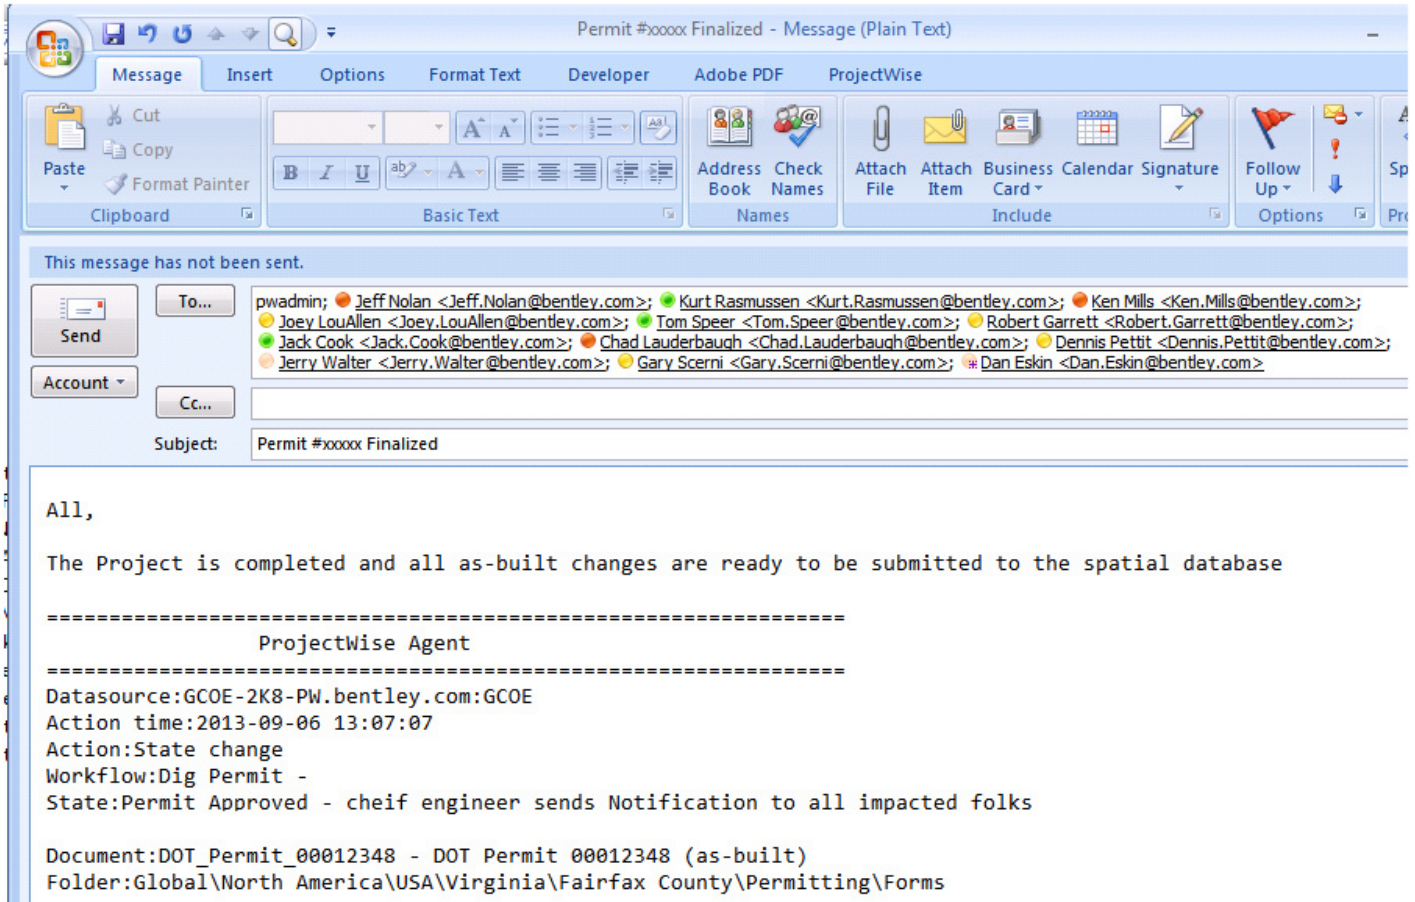 Permit #xxxxx Finalized - Message (Plain Text)
Message Insert Options Format Text Developer Adobe PDF ProjectWise
Cut
Copy
Format Painter
Paste
Clipboard
A A
B I U ab A
Basic Text
Address Book
Check Names
Names
Attach File
Attach Item
Business Card
Calendar
Signature
Include
Follow Up
Options
Sp
Pro
This message has not been sent.
Send
Account
To...
pwadmin; Jeff Nolan <Jeff.Nolan@bentley.com>; Kurt Rasmussen <Kurt.Rasmussen@bentley.com>; Ken Mills <Ken.Mills@bentley.com>;
Joey LouAllen <Joey.LouAllen@bentley.com>; Tom Speer <Tom.Speer@bentley.com>; Robert Garrett <Robert.Garrett@bentley.com>;
Jack Cook <Jack.Cook@bentley.com>; Chad Lauderbaugh <Chad.Lauderbaugh@bentley.com>; Dennis Pettit <Dennis.Pettit@bentley.com>;
Jerry Walter <Jerry.Walter@bentley.com>; Gary Scerni <Gary.Scerni@bentley.com>; Dan Eskin <Dan.Eskin@bentley.com>
Cc...
Subject: Permit #xxxxx Finalized
All,
The Project is completed and all as-built changes are ready to be submitted to the spatial database
================================================================
ProjectWise Agent
================================================================
Datasource:GCOE-2K8-PW.bentley.com:GCOE
Action time:2013-09-06 13:07:07
Action:State change
Workflow:Dig Permit -
State:Permit Approved - cheif engineer sends Notification to all impacted folks
Document:DOT_Permit_00012348 - DOT Permit 00012348 (as-built)
Folder:Global\North America\USA\Virginia\Fairfax County\Permitting\Forms